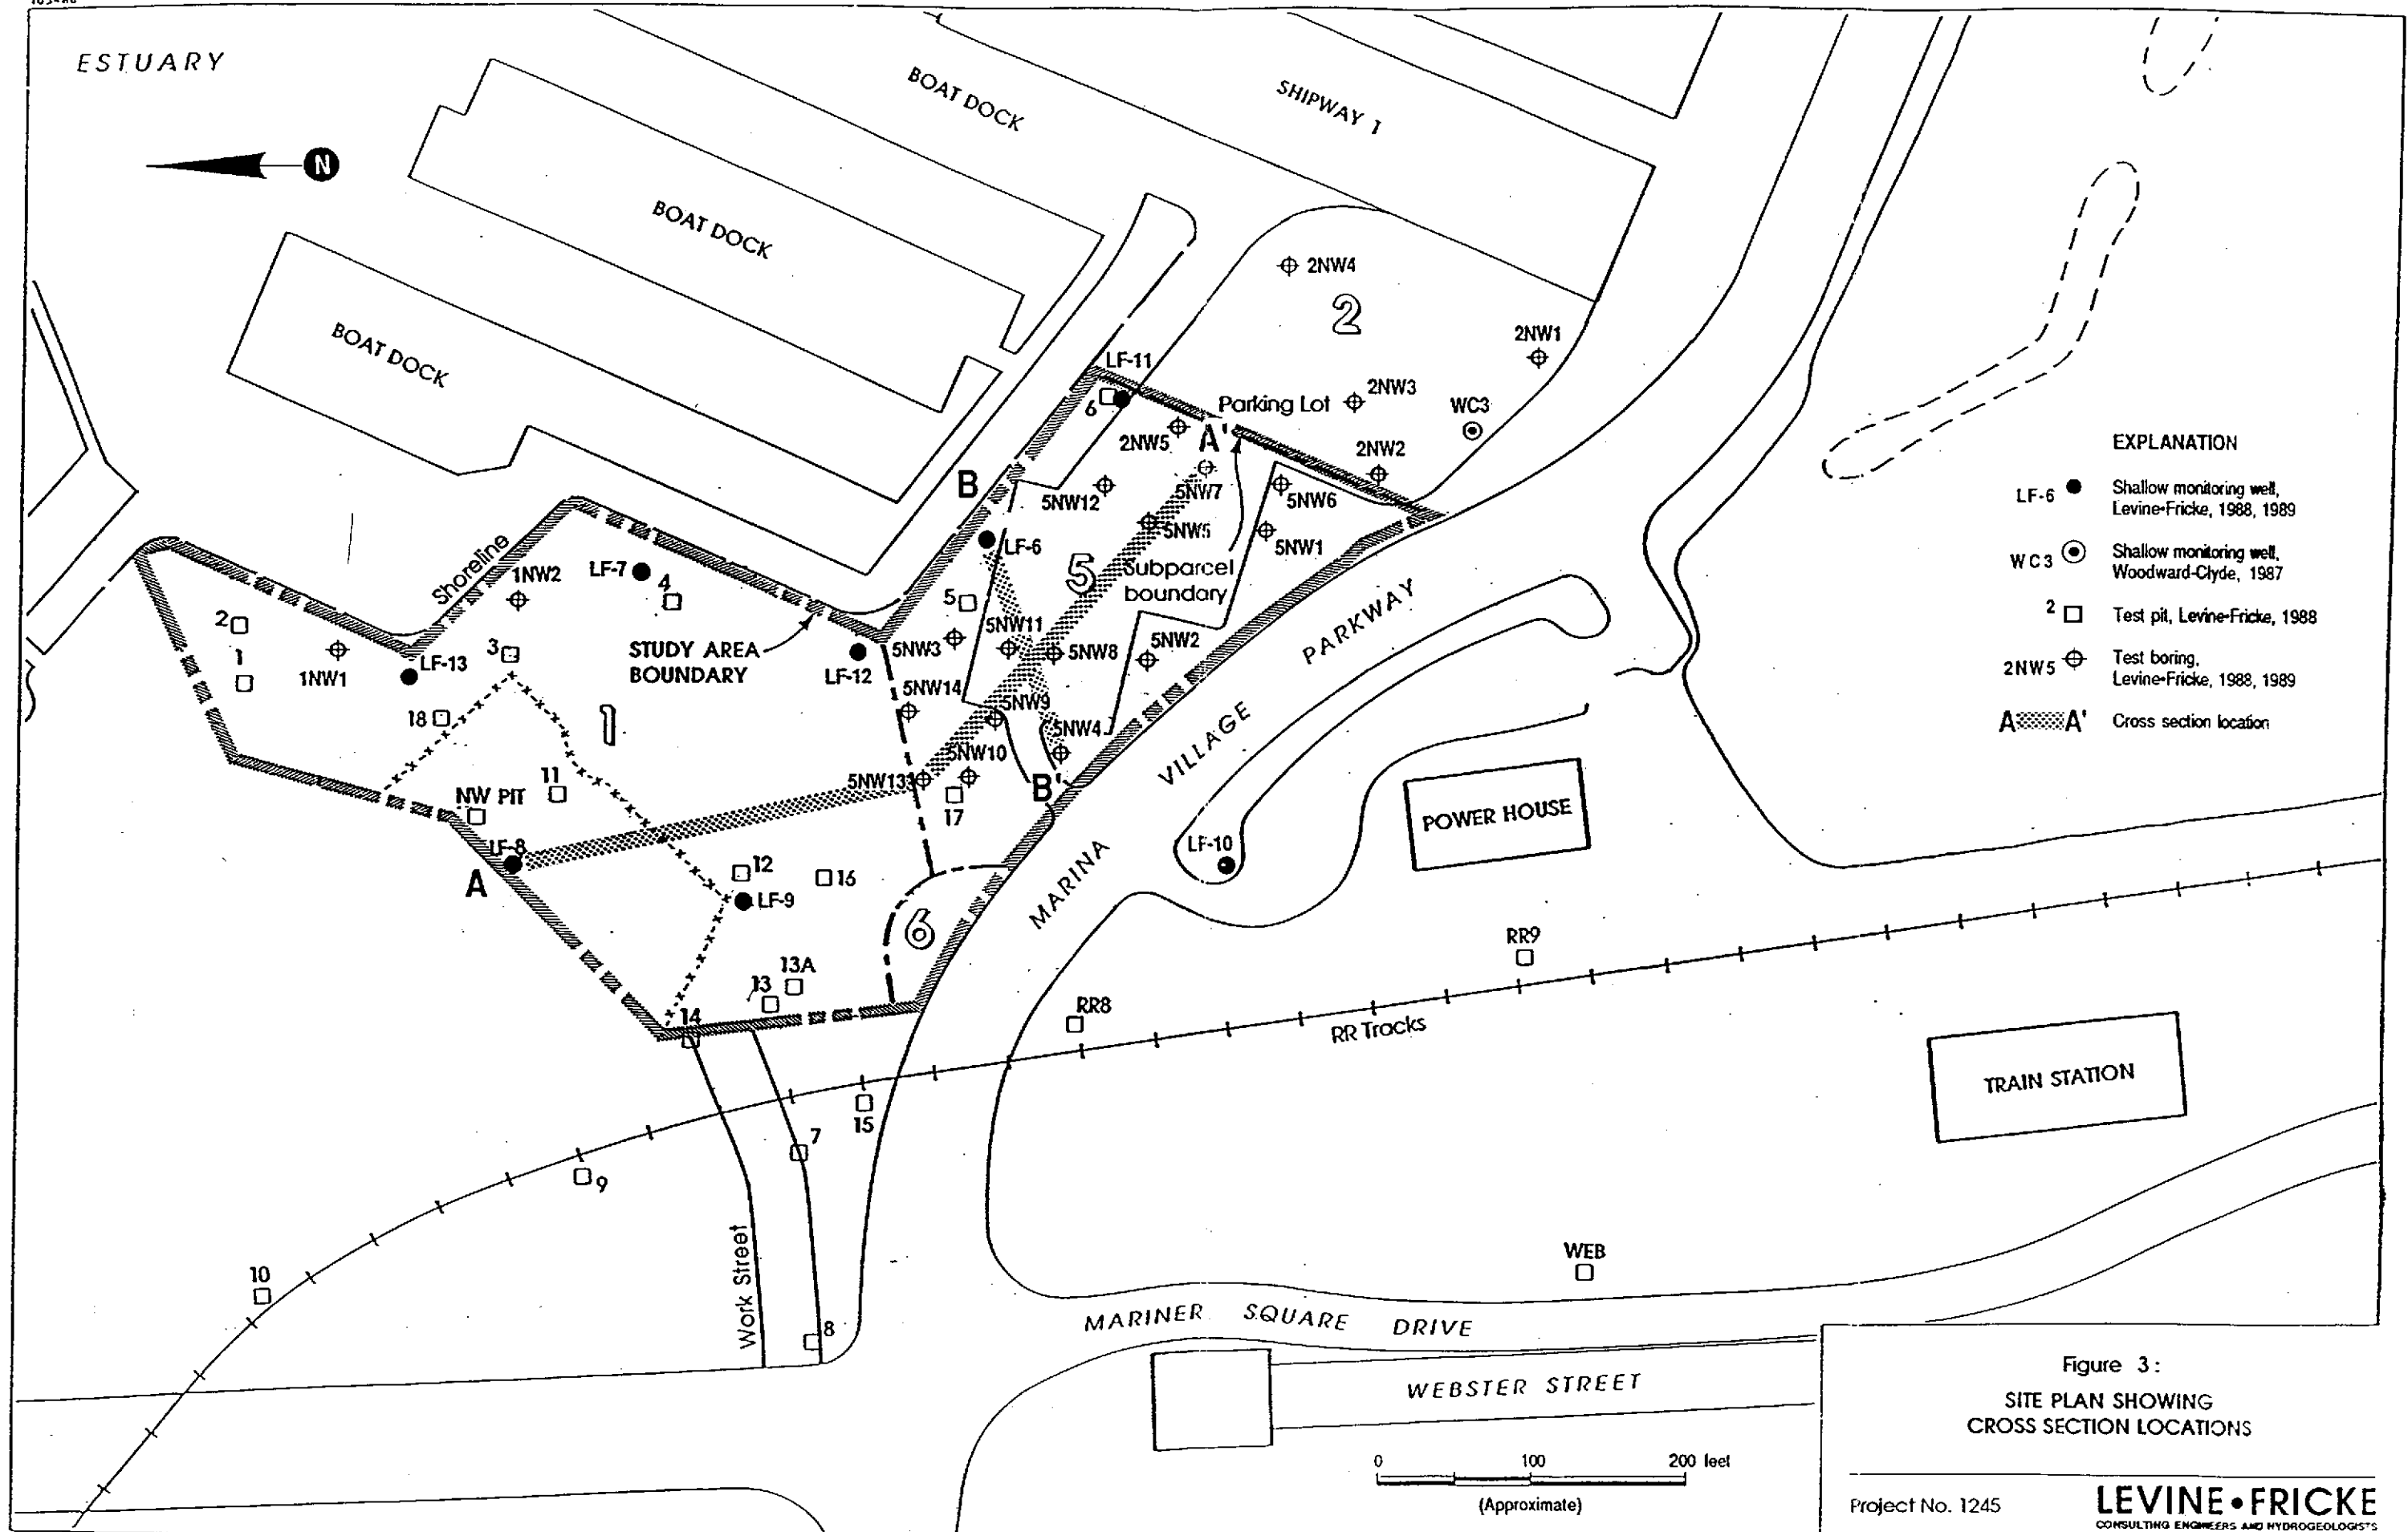 ESTUARY
N
BOAT DOCK
SHIPWAY 1
BOAT DOCK
BOAT DOCK
2NW4
2
2NW1
LF-11
6
Parking Lot
2NW3
WC3
2NW5
A'
2NW2
B
5NW12
5NW7
5NW6
LF-6
5NW5
5NW1
5
Subparcel
boundary
Shoreline
1NW2
LF-7
4
5
2
1
1NW1
LF-13
3
STUDY AREA
BOUNDARY
LF-12
5NW3
5NW11
5NW8
5NW2
5NW14
18
1
5NW9
5NW4
5NW10
5NW13
B'
17
NW PIT
11
LF-8
A
12
16
LF-9
6
13A
13
14
MARINA VILLAGE PARKWAY
LF-10
POWER HOUSE
RR9
RR8
RR Tracks
TRAIN STATION
15
7
9
10
Work Street
8
WEB
MARINER SQUARE DRIVE
WEBSTER STREET
0 100 200 feet
(Approximate)
EXPLANATION
LF-6 Shallow monitoring well,
Levine•Fricke, 1988, 1989
WC3 Shallow monitoring well,
Woodward-Clyde, 1987
2 Test pit, Levine•Fricke, 1988
2NW5 Test boring,
Levine•Fricke, 1988, 1989
A A' Cross section location
Figure 3:
SITE PLAN SHOWING
CROSS SECTION LOCATIONS
Project No. 1245
LEVINE•FRICKE
CONSULTING ENGINEERS AND HYDROGEOLOGISTS